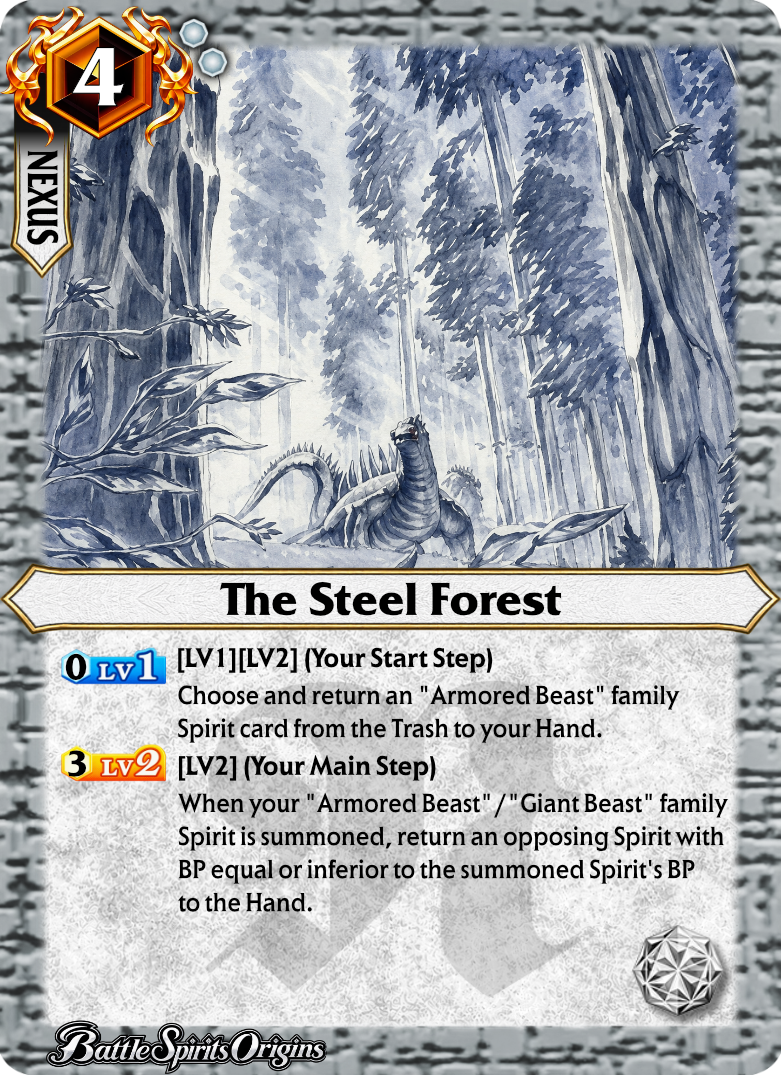 4
NEXUS
The Steel Forest
0 LV1 [LV1][LV2] (Your Start Step)
Choose and return an "Armored Beast" family
Spirit card from the Trash to your Hand.
3 LV2 [LV2] (Your Main Step)
When your "Armored Beast"/"Giant Beast" family
Spirit is summoned, return an opposing Spirit with
BP equal or inferior to the summoned Spirit's BP
to the Hand.
Battle Spirits Origins